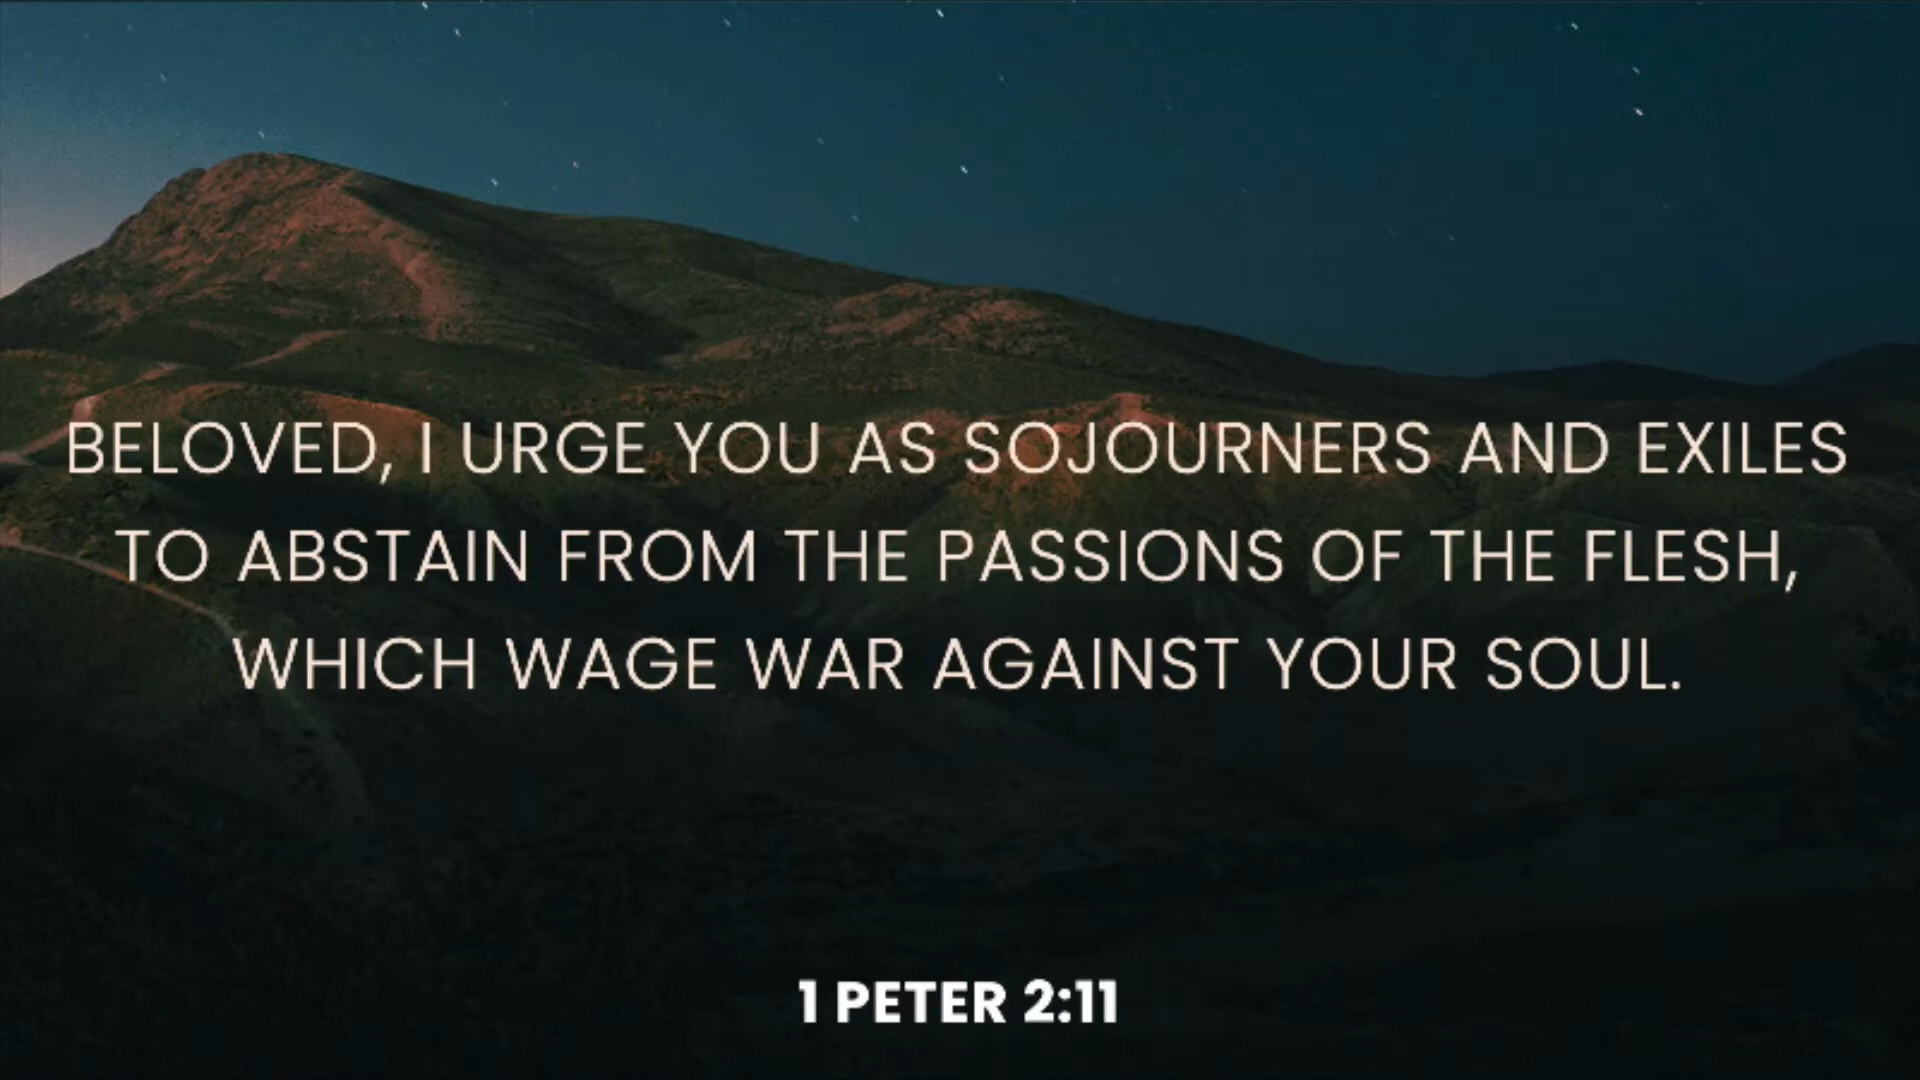 BELOVED, I URGE YOU AS SOJOURNERS AND EXILES
TO ABSTAIN FROM THE PASSIONS OF THE FLESH,
WHICH WAGE WAR AGAINST YOUR SOUL.
1 PETER 2:11